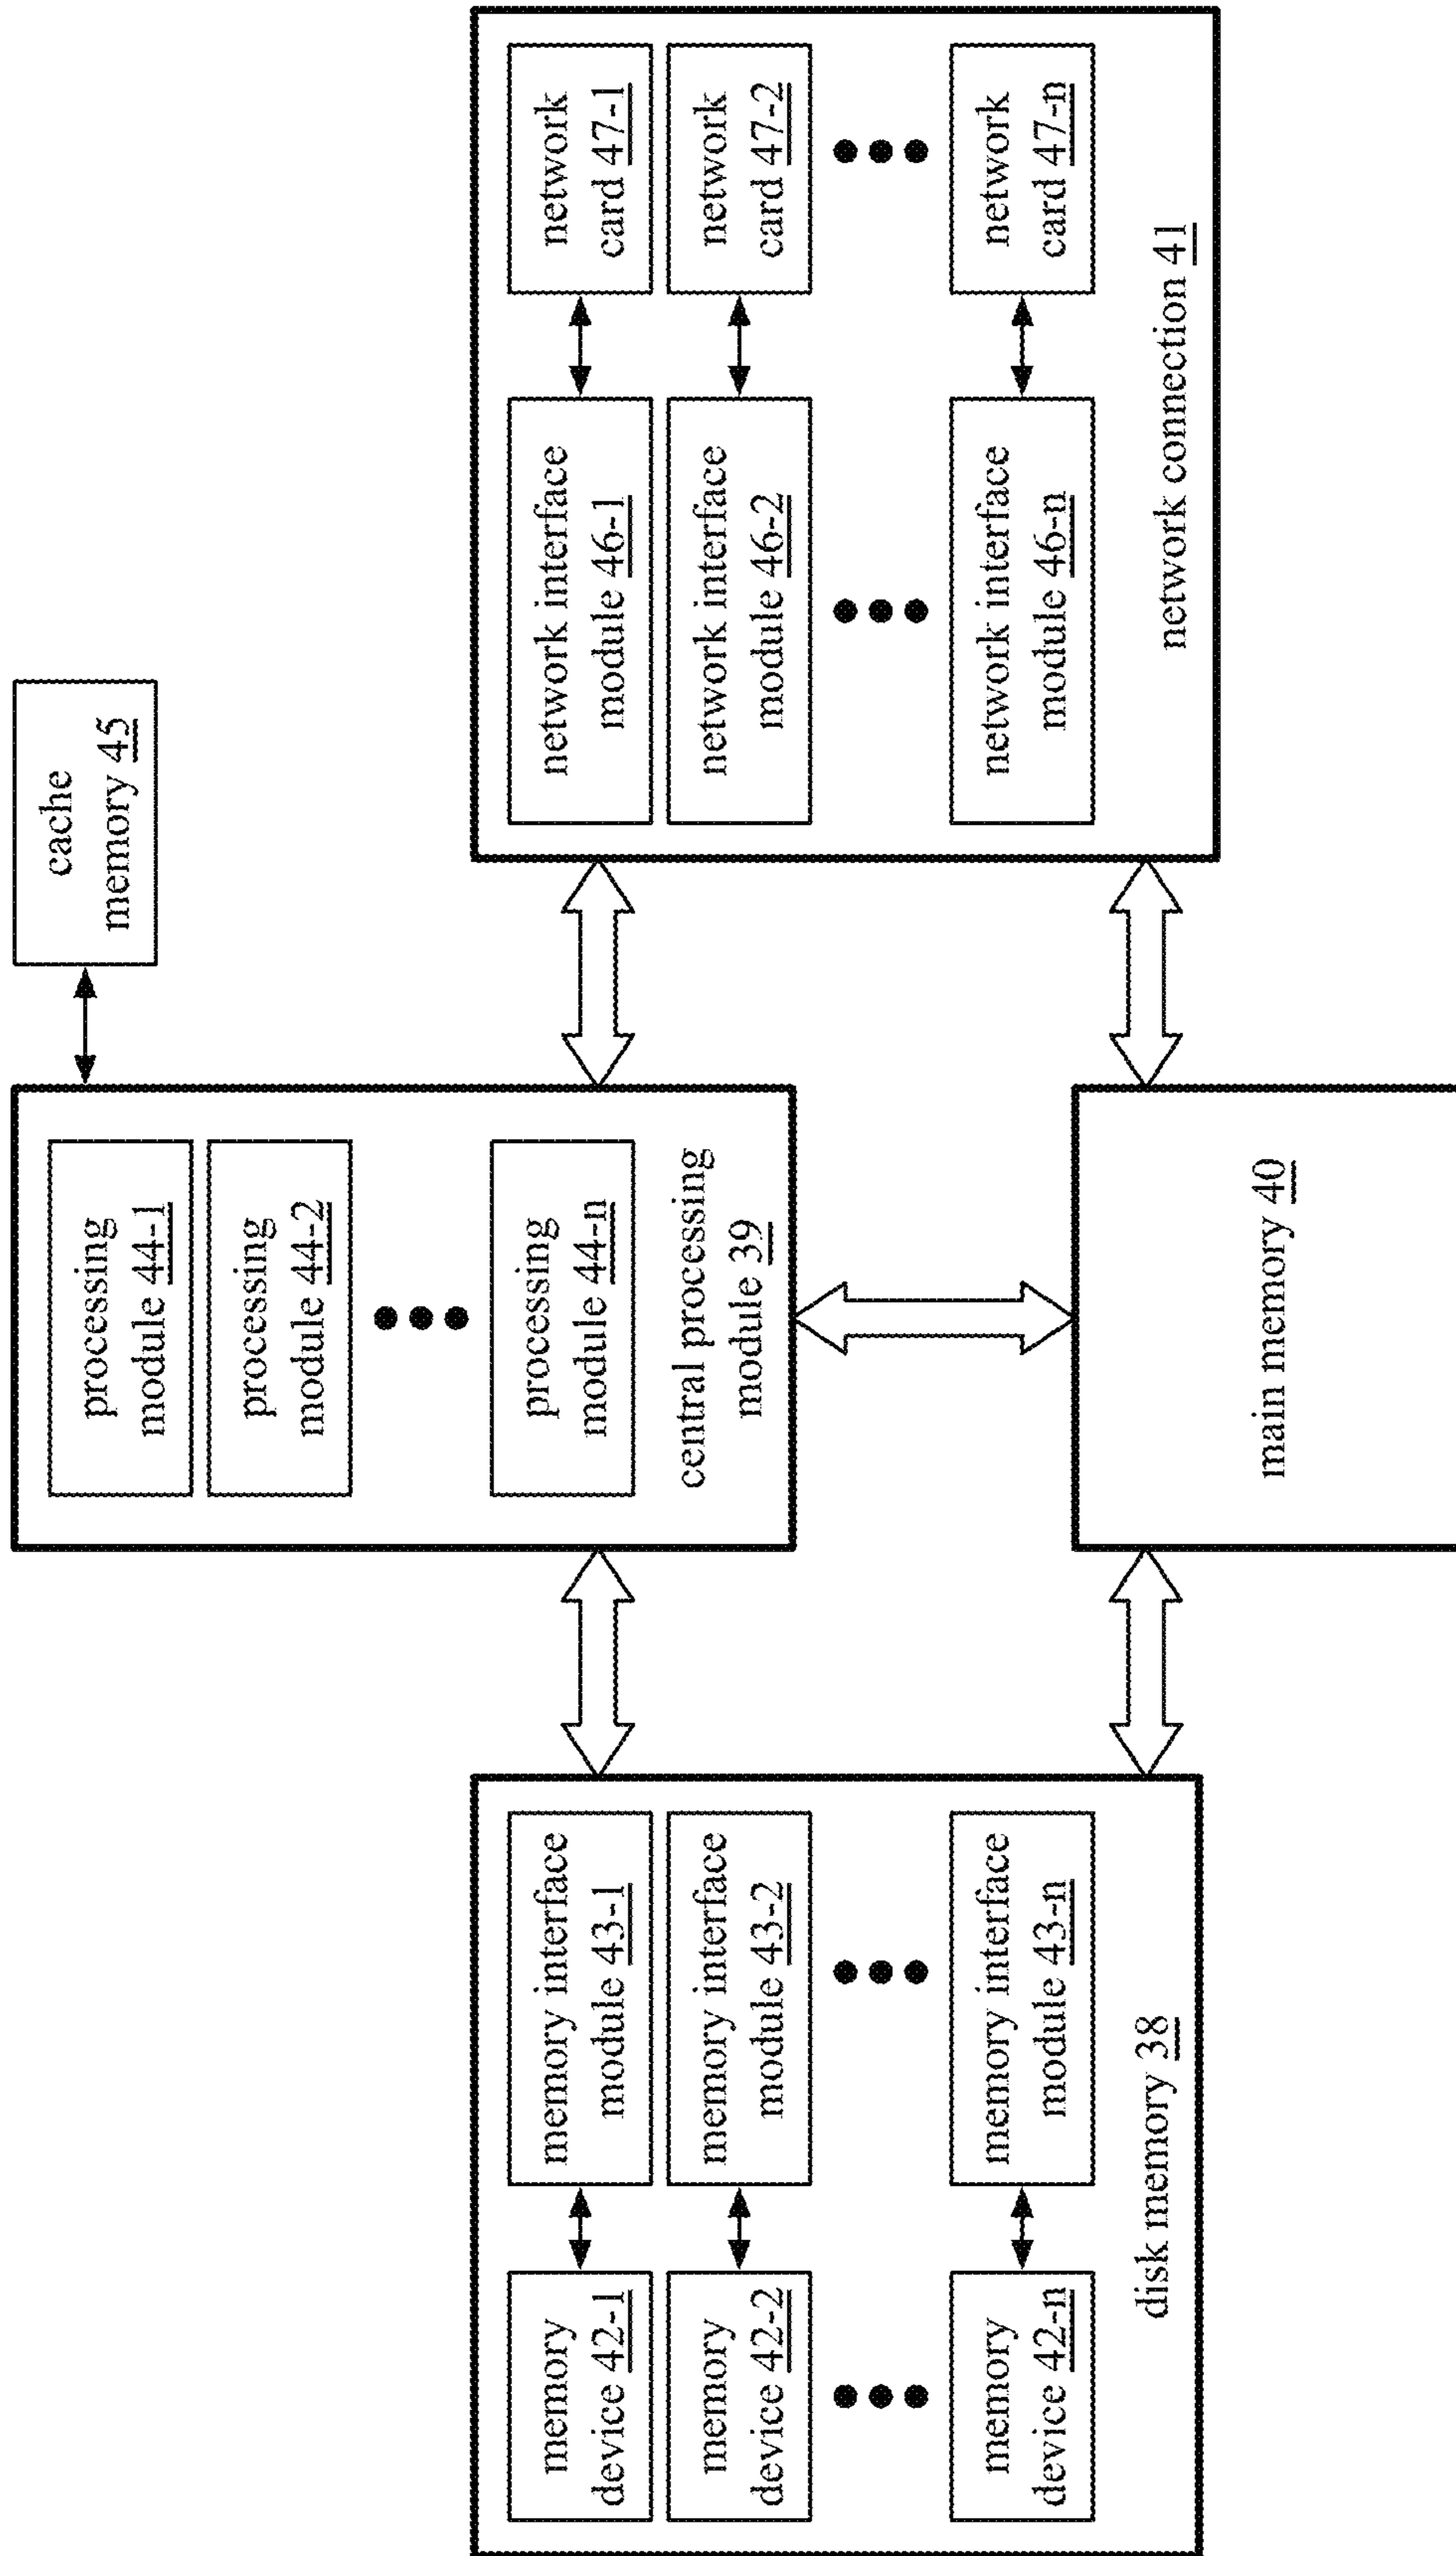 cache
memory 45
processing
module 44-1
processing
module 44-2
processing
module 44-n
central processing
module 39
memory
device 42-1
memory interface
module 43-1
memory
device 42-2
memory interface
module 43-2
memory
device 42-n
memory interface
module 43-n
disk memory 38
network interface
module 46-1
network
card 47-1
network interface
module 46-2
network
card 47-2
network interface
module 46-n
network
card 47-n
network connection 41
main memory 40